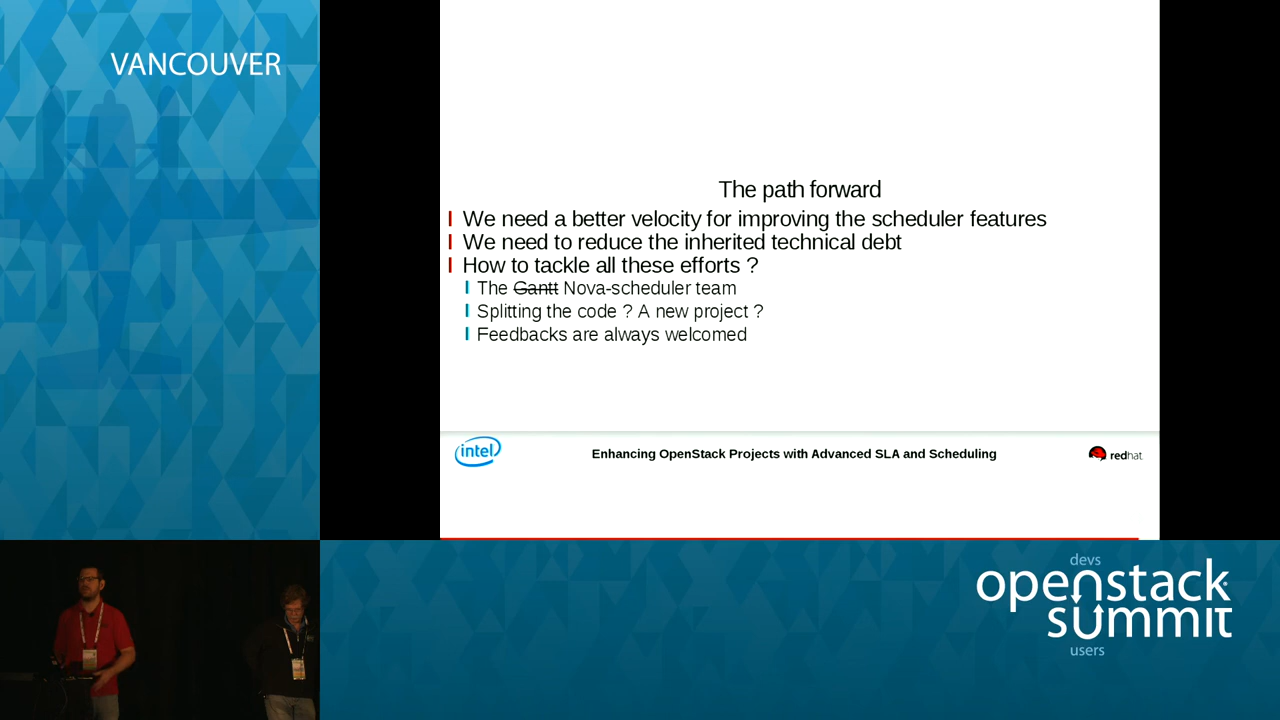 VANCOUVER
The path forward
We need a better velocity for improving the scheduler features
We need to reduce the inherited technical debt
How to tackle all these efforts ?
The Gantt Nova-scheduler team
Splitting the code ? A new project ?
Feedbacks are always welcomed
intel
Enhancing OpenStack Projects with Advanced SLA and Scheduling
redhat
devs
openstack
summit
users